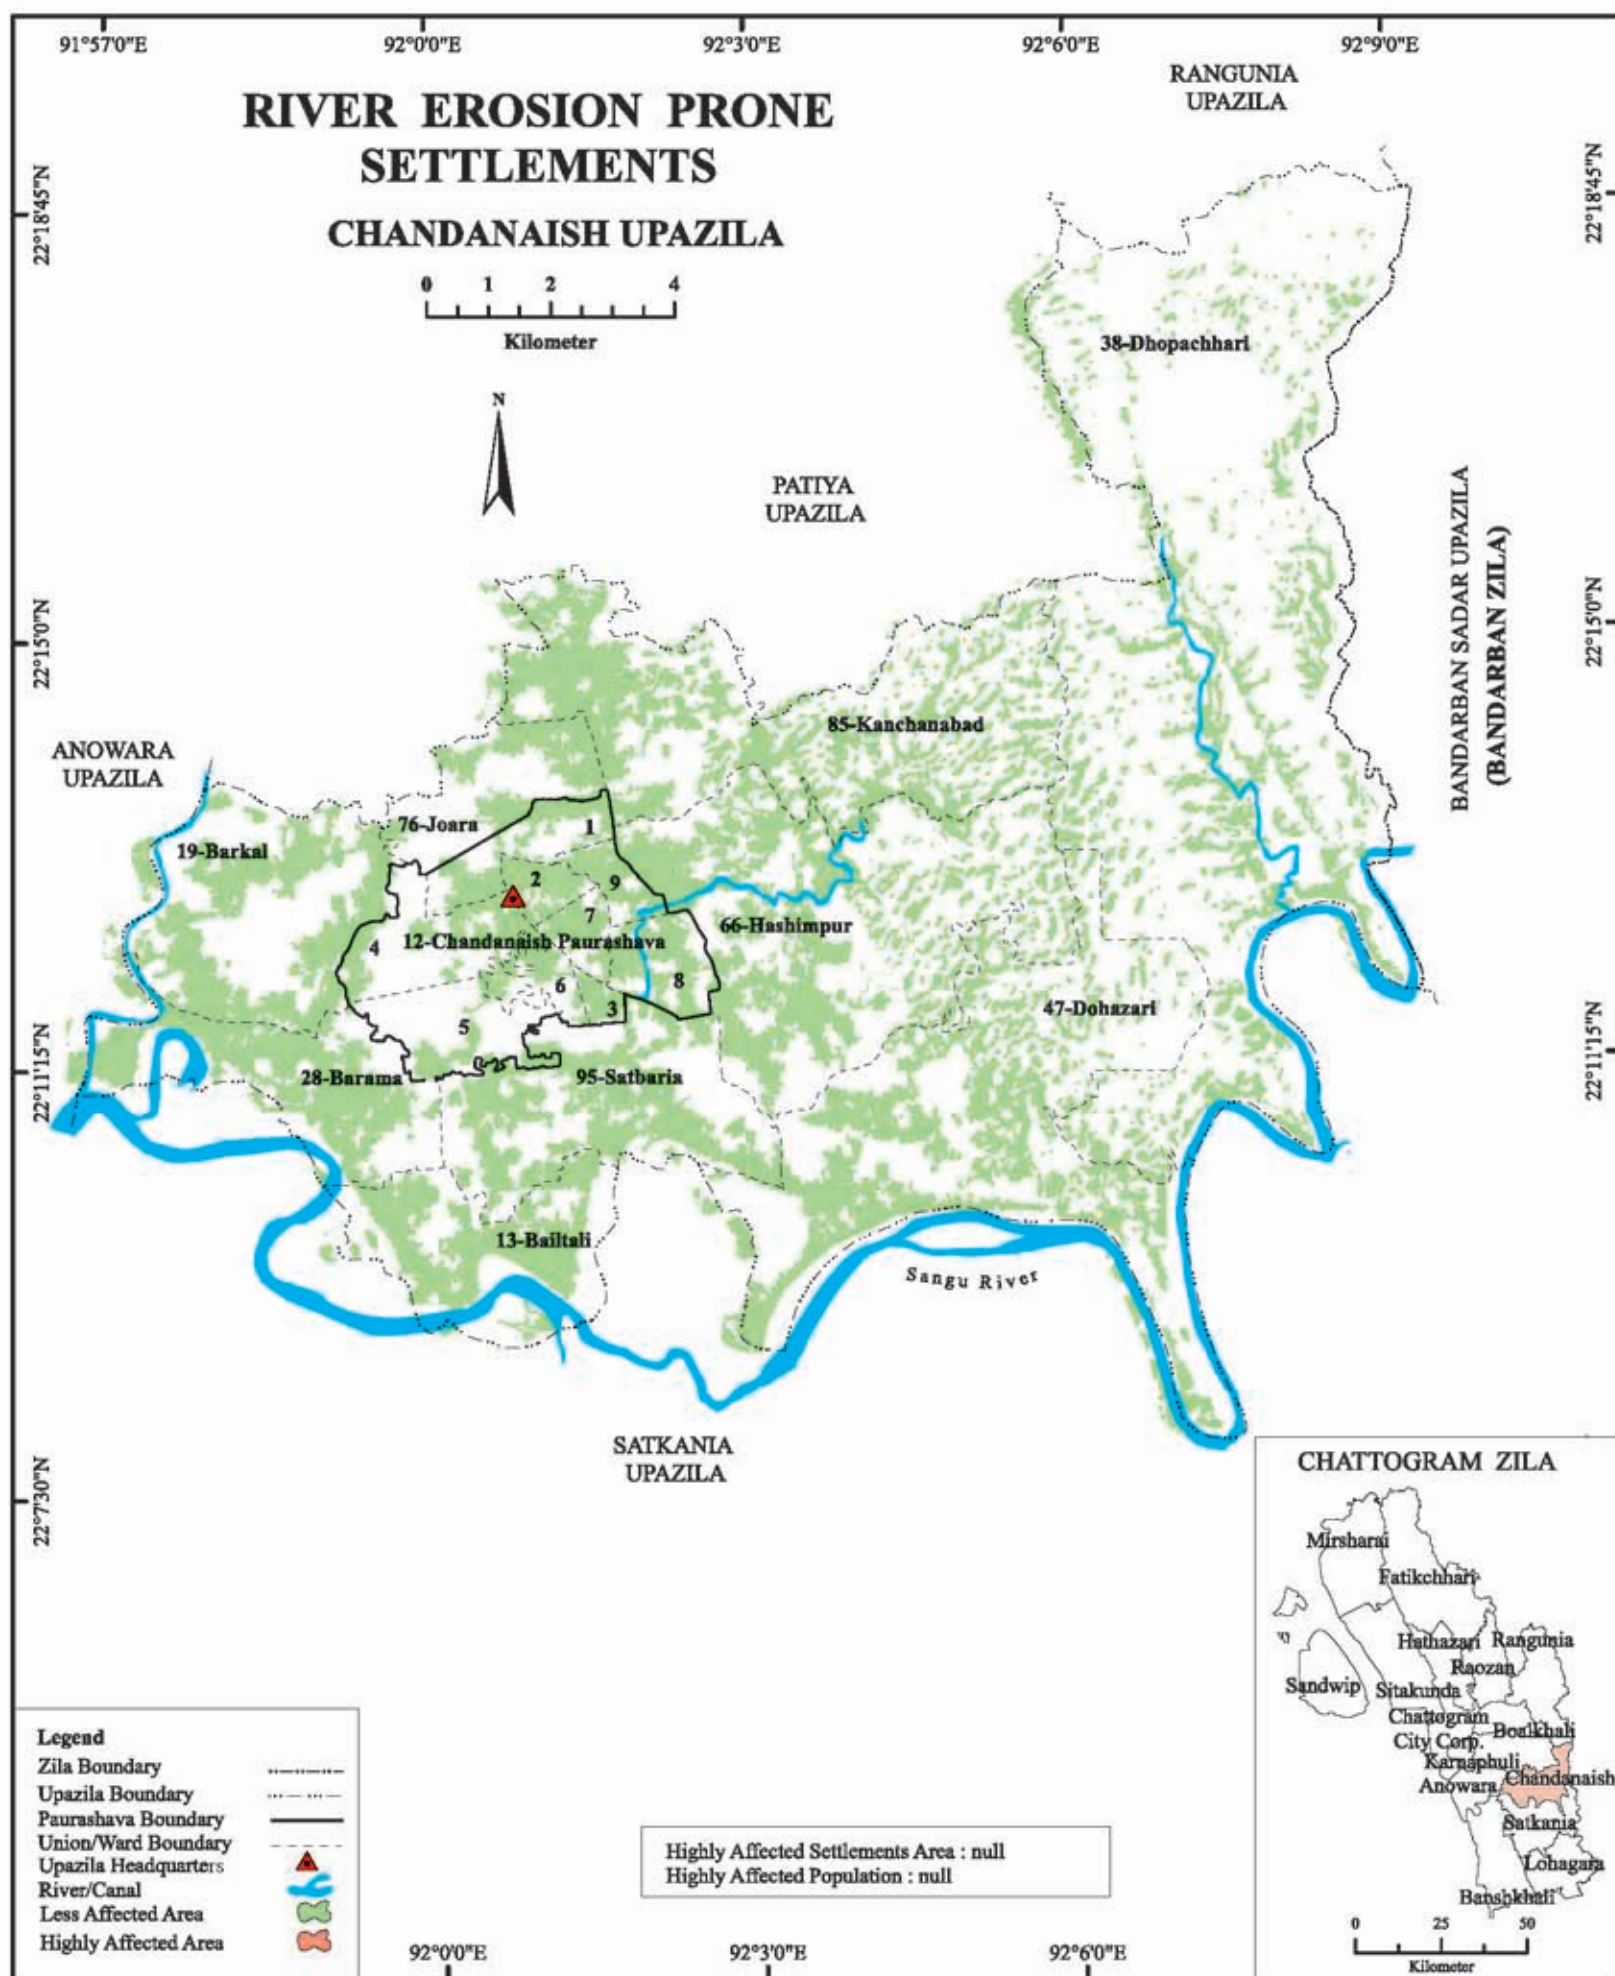 91°57'0"E
92°0'0"E
92°3'0"E
92°6'0"E
92°9'0"E
RANGUNIA
UPAZILA
RIVER EROSION PRONE
SETTLEMENTS
CHANDANAISH UPAZILA
0 1 2 4
Kilometer
22°18'45"N
22°18'45"N
38-Dhopachhari
N
PATIYA
UPAZILA
BANDARBAN SADAR UPAZILA
(BANDARBAN ZILA)
22°15'0"N
22°15'0"N
85-Kanchanabad
ANOWARA
UPAZILA
76-Joara
1
19-Barkal
2
9
7
66-Hashimpur
4
12-Chandanaish Paurashava
8
6
3
47-Dohazari
5
22°11'15"N
22°11'15"N
28-Barama
95-Satbaria
13-Bailtali
Sangu River
SATKANIA
UPAZILA
22°7'30"N
CHATTOGRAM ZILA
Mirsharai
Fatikchhari
Hathazari
Rangunia
Raozan
Sandwip
Sitakunda
Chattogram
City Corp.
Boalkhali
Karnaphuli
Chandanaish
Anowara
Satkania
Lohagara
Banshkhali
0 25 50
Kilometer
Legend
Zila Boundary
Upazila Boundary
Paurashava Boundary
Union/Ward Boundary
Upazila Headquarters
River/Canal
Less Affected Area
Highly Affected Area
Highly Affected Settlements Area : null
Highly Affected Population : null
92°0'0"E
92°3'0"E
92°6'0"E